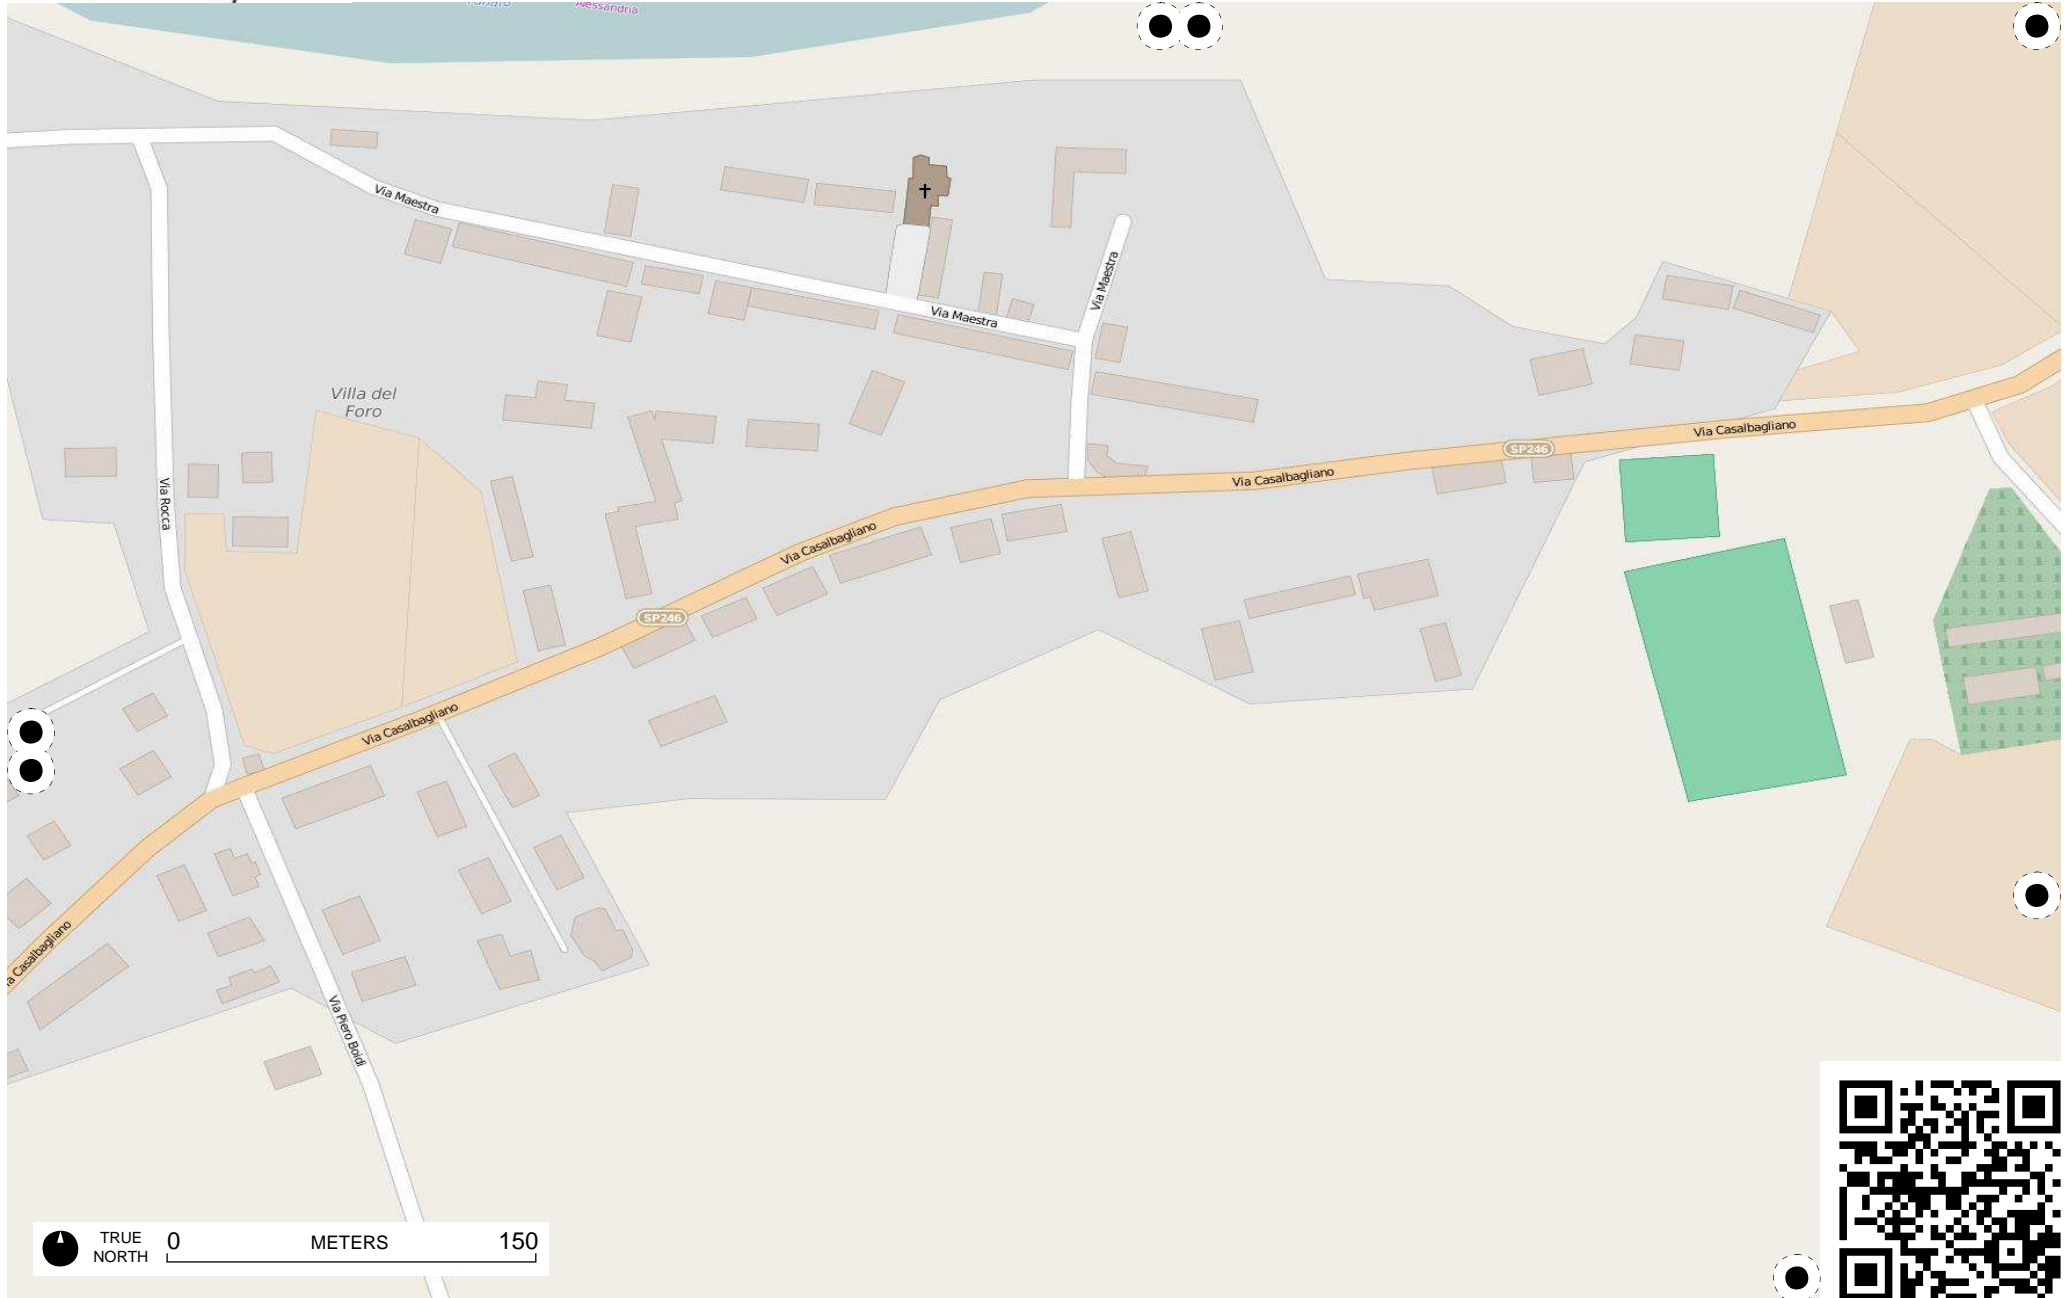 Alessandria
Via Maestra
Via Maestra
Via Maestra
Villa del
Foro
Via Rocca
Via Casalbagliano
SP246
Via Casalbagliano
Via Casalbagliano
SP246
Via Casalbagliano
Casalbagliano
Via Piero Boidi
TRUE
NORTH
0 METERS 150